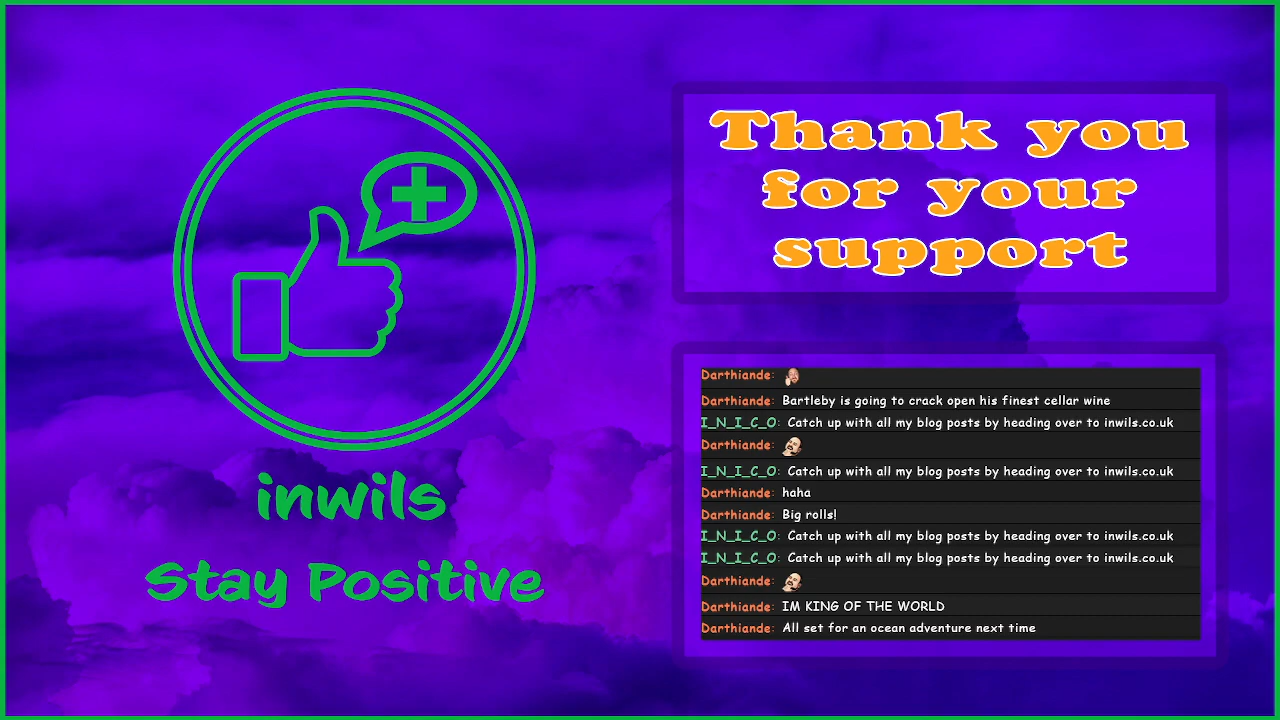 inwils
Stay Positive
Thank you
for your
support
Darthiande:
Darthiande: Bartleby is going to crack open his finest cellar wine
I_N_I_C_O: Catch up with all my blog posts by heading over to inwils.co.uk
Darthiande:
I_N_I_C_O: Catch up with all my blog posts by heading over to inwils.co.uk
Darthiande: haha
Darthiande: Big rolls!
I_N_I_C_O: Catch up with all my blog posts by heading over to inwils.co.uk
I_N_I_C_O: Catch up with all my blog posts by heading over to inwils.co.uk
Darthiande:
Darthiande: IM KING OF THE WORLD
Darthiande: All set for an ocean adventure next time